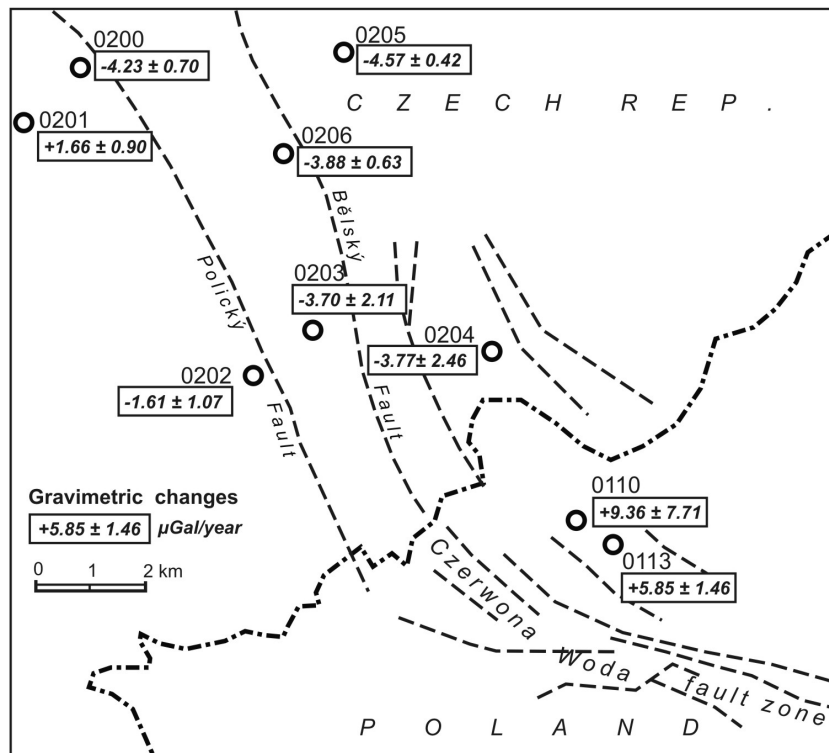 0200
-4.23 ± 0.70
0205
-4.57 ± 0.42
CZECH REP.
0201
+1.66 ± 0.90
0206
-3.88 ± 0.63
Bělský
Fault
Polický
Fault
0203
-3.70 ± 2.11
0204
-3.77± 2.46
0202
-1.61 ± 1.07
Gravimetric changes
+5.85 ± 1.46 µGal/year
0 1 2 km
0110
+9.36 ± 7.71
0113
+5.85 ± 1.46
Czerwona
Woda
fault zone
POLAND